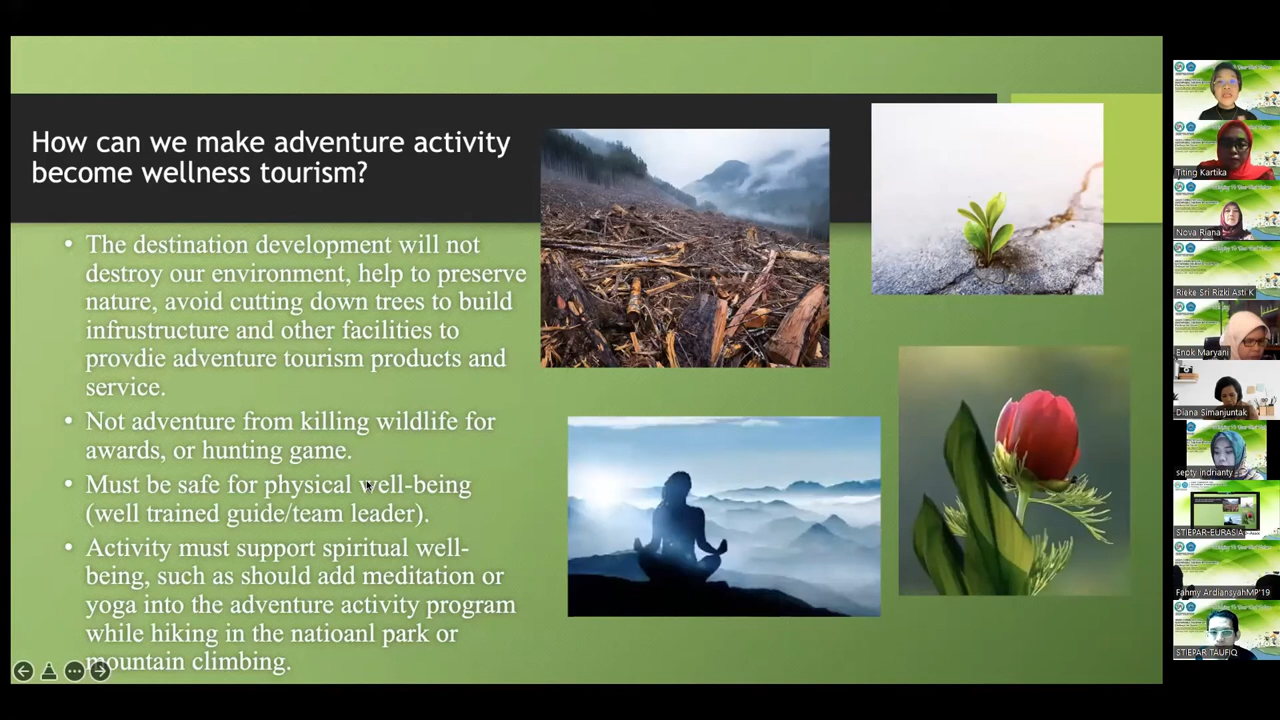 How can we make adventure activity
become wellness tourism?
• The destination development will not
destroy our environment, help to preserve
nature, avoid cutting down trees to build
infrustructure and other facilities to
provdie adventure tourism products and
service.
• Not adventure from killing wildlife for
awards, or hunting game.
• Must be safe for physical well-being
(well trained guide/team leader).
• Activity must support spiritual well-
being, such as should add meditation or
yoga into the adventure activity program
while hiking in the natioanl park or
mountain climbing.
Titing Kartika
Nova Riana
Rieke Sri Rizki Asti K
Enok Maryani
Diana Simanjuntak
septy indrianty
STIEPAR-EURASIA
Fahmy ArdiansyahMP'19
STIEPAR TAUFIQ